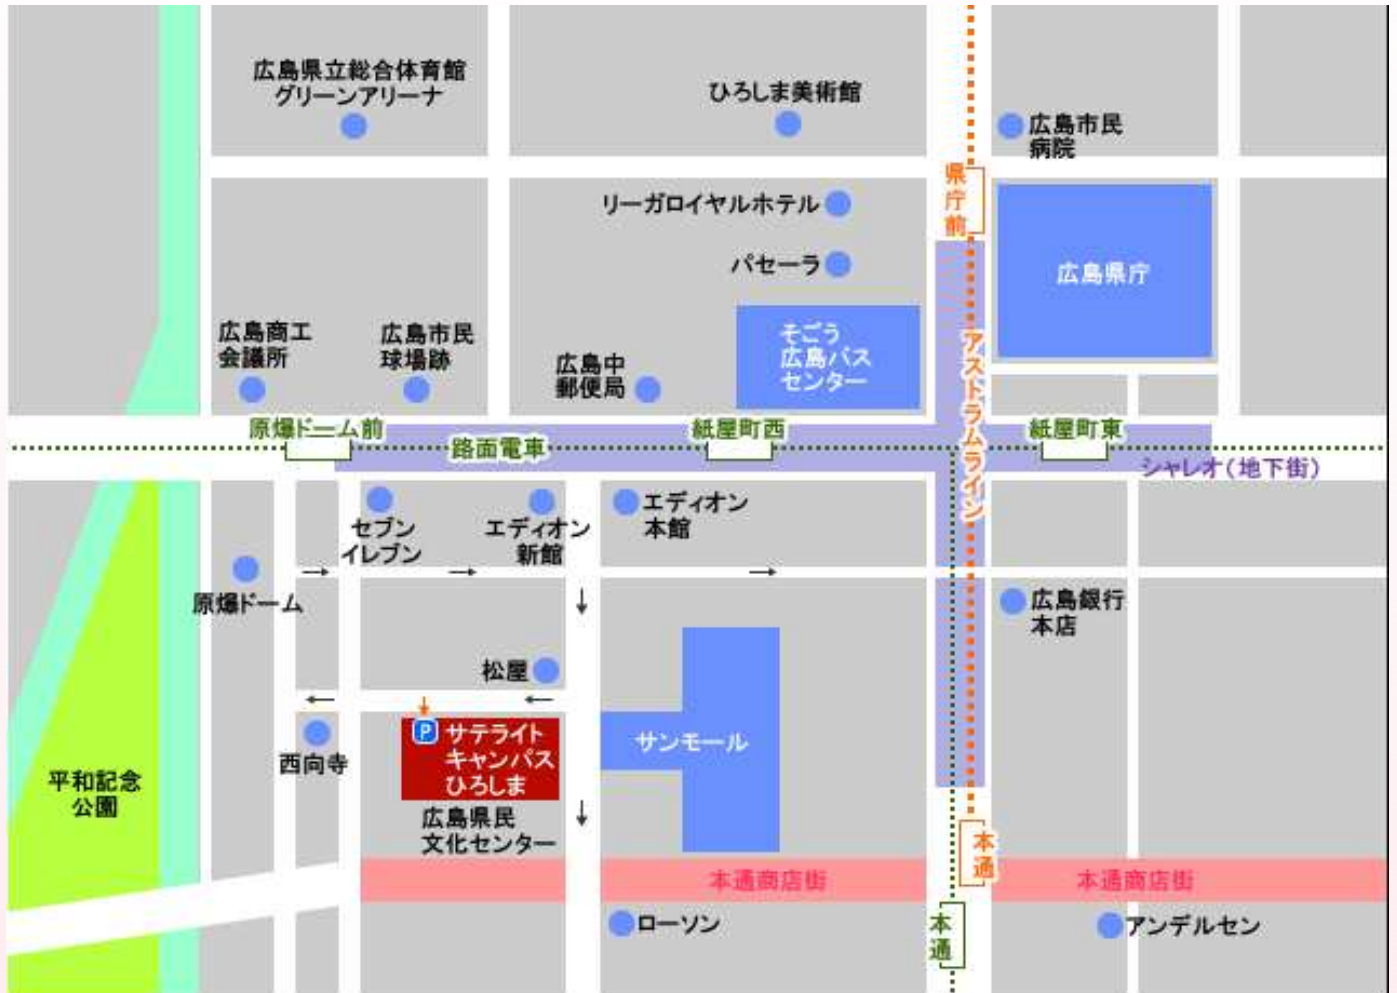 広島県立総合体育館
グリーンアリーナ
ひろしま美術館
広島市民
病院
県庁前
リーガロイヤルホテル
パセーラ
広島県庁
そごう
広島バス
センター
アストラムライン
広島商工
会議所
広島市民
球場跡
広島中
郵便局
原爆ドーム前
路面電車
紙屋町西
紙屋町東
シャレオ(地下街)
セブン
イレブン
エディオン
新館
エディオン
本館
→
→
→
原爆ドーム
↓
広島銀行
本店
松屋
←
←
↓
P
サテライト
キャンパス
ひろしま
サンモール
西向寺
平和記念
公園
広島県民
文化センター
↓
本通
本通商店街
本通商店街
ローソン
本通
アンデルセン